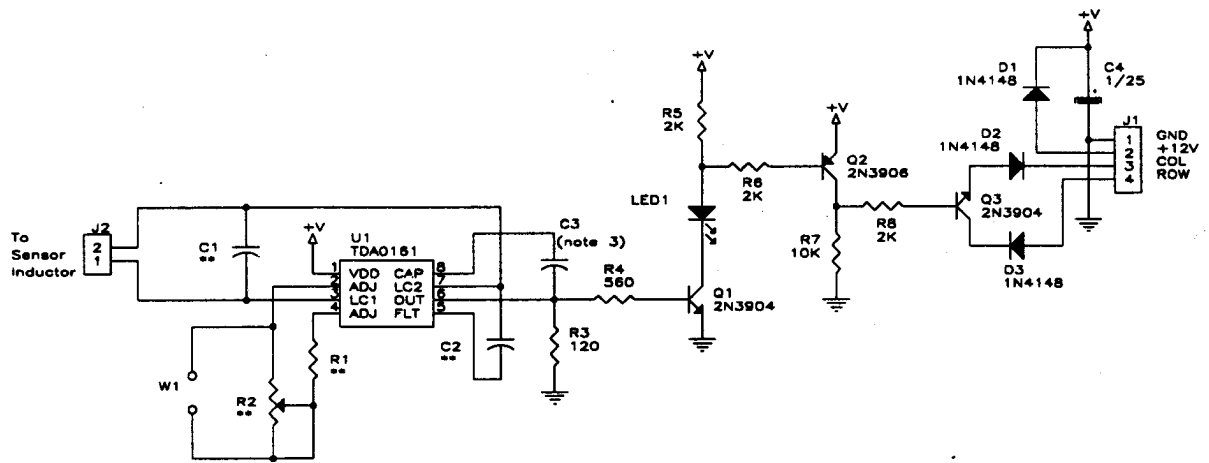 +V
D1
1N4148
C4
1/25
+V
R5
2K
+V
D2
1N4148
J1
1
2
3
4
GND
+12V
COL
ROW
R6
2K
Q2
2N3906
LED1
R8
2K
Q3
2N3904
R7
10K
D3
1N4148
J2
2
1
To
Sensor
Inductor
C1
**
+V
U1
TDA0161
1 VDD CAP 8
2 ADJ LC2 7
3 LC1 OUT 6
4 ADJ FLT 5
C3
(note 3)
R4
560
Q1
2N3904
R3
120
C2
**
R1
**
W1
R2
**